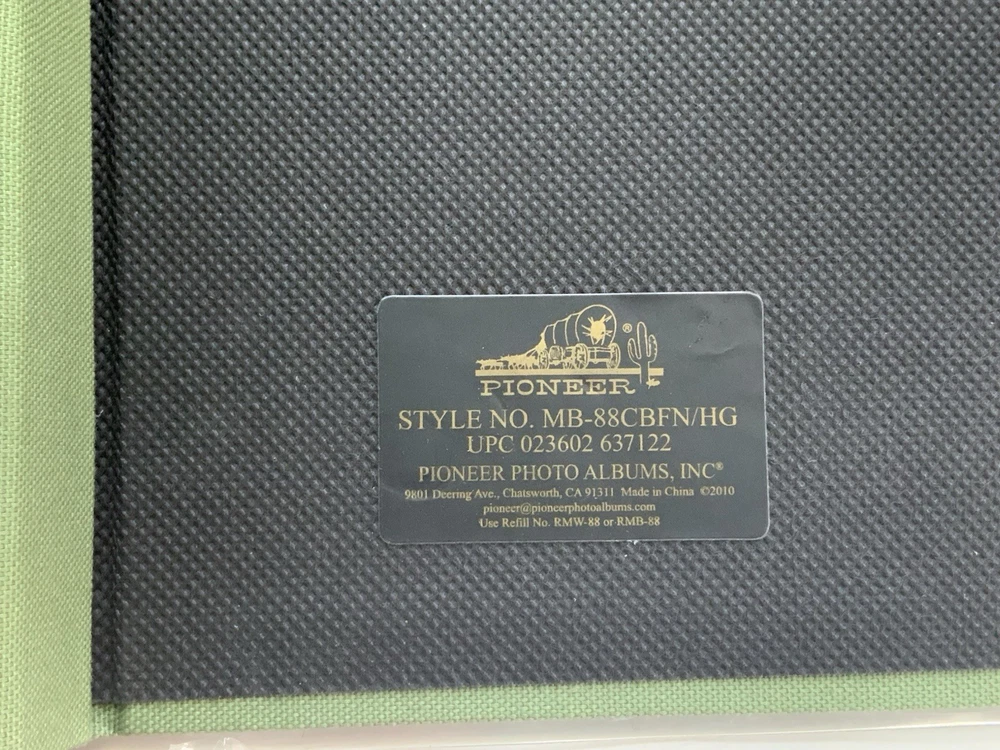 ®
PIONEER
STYLE NO. MB-88CBFN/HG
UPC 023602 637122
PIONEER PHOTO ALBUMS, INC®
9801 Deering Ave., Chatsworth, CA 91311 Made in China ©2010
pioneer@pioneerphotoalbums.com
Use Refill No. RMW-88 or RMB-88